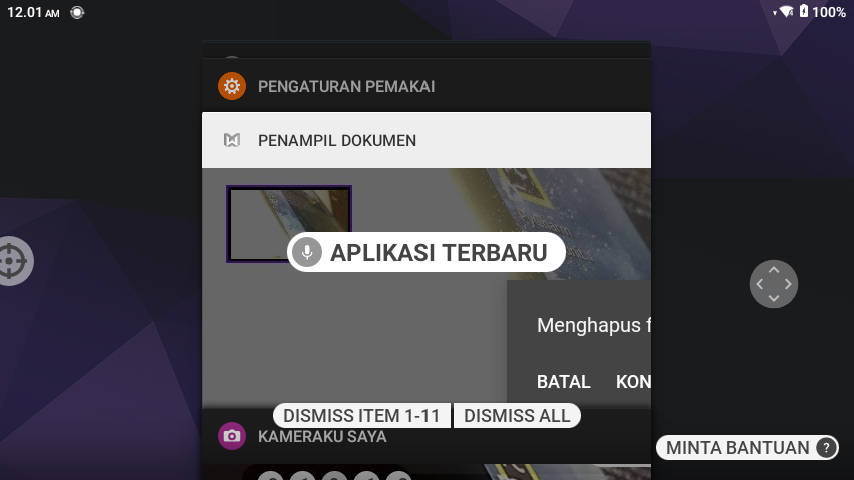 12.01 AM
100%
PENGATURAN PEMAKAI
PENAMPIL DOKUMEN
APLIKASI TERBARU
Menghapus f
BATAL KON
DISMISS ITEM 1-11 DISMISS ALL
KAMERAKU SAYA
MINTA BANTUAN ?